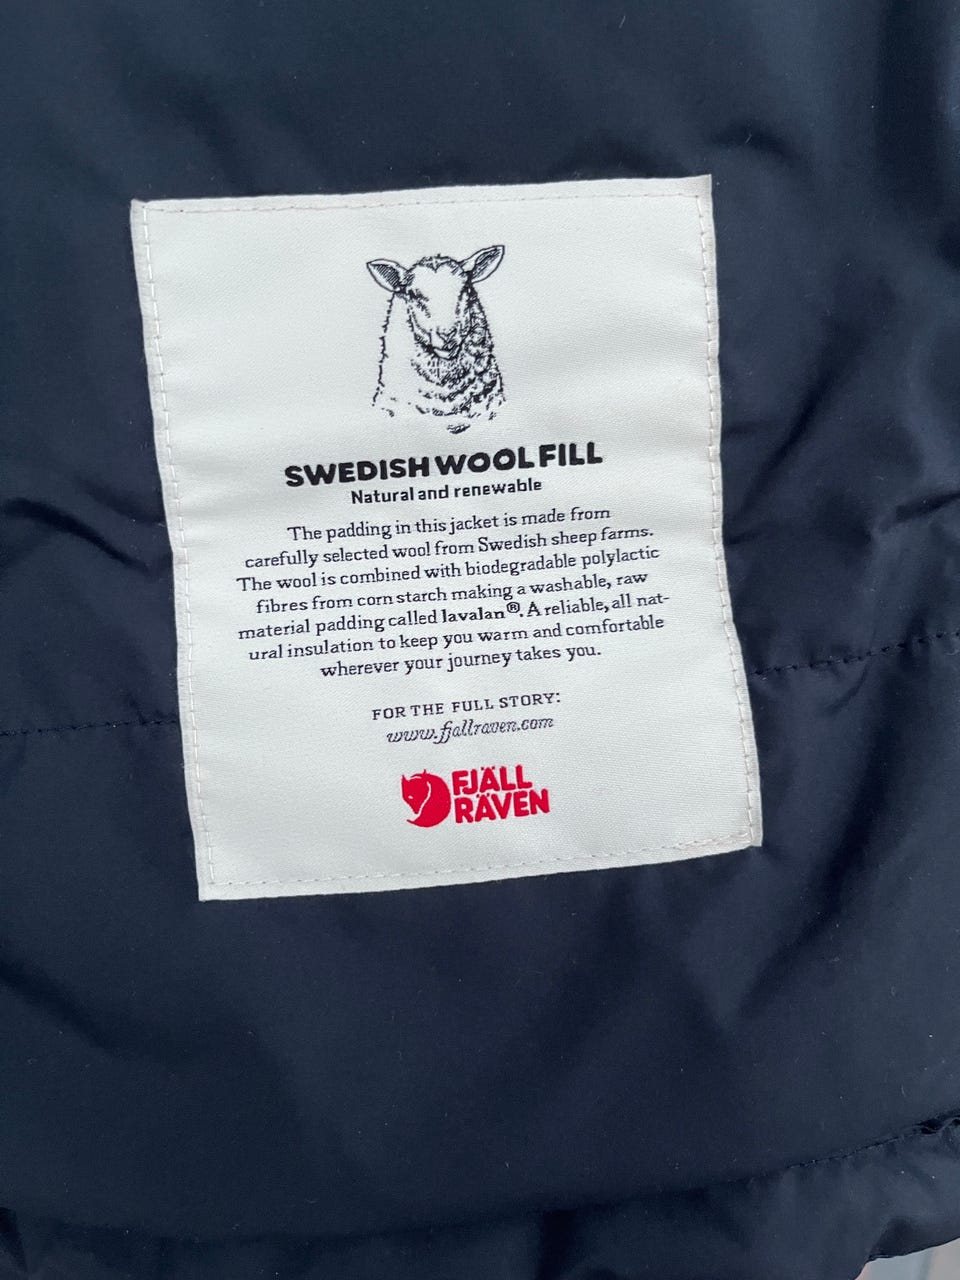 SWEDISH WOOL FILL
Natural and renewable
The padding in this jacket is made from
carefully selected wool from Swedish sheep farms.
The wool is combined with biodegradable polylactic
fibres from corn starch making a washable, raw
material padding called lavalan®. A reliable, all nat-
ural insulation to keep you warm and comfortable
wherever your journey takes you.
FOR THE FULL STORY:
www.fjallraven.com
FJÄLL
RÄVEN